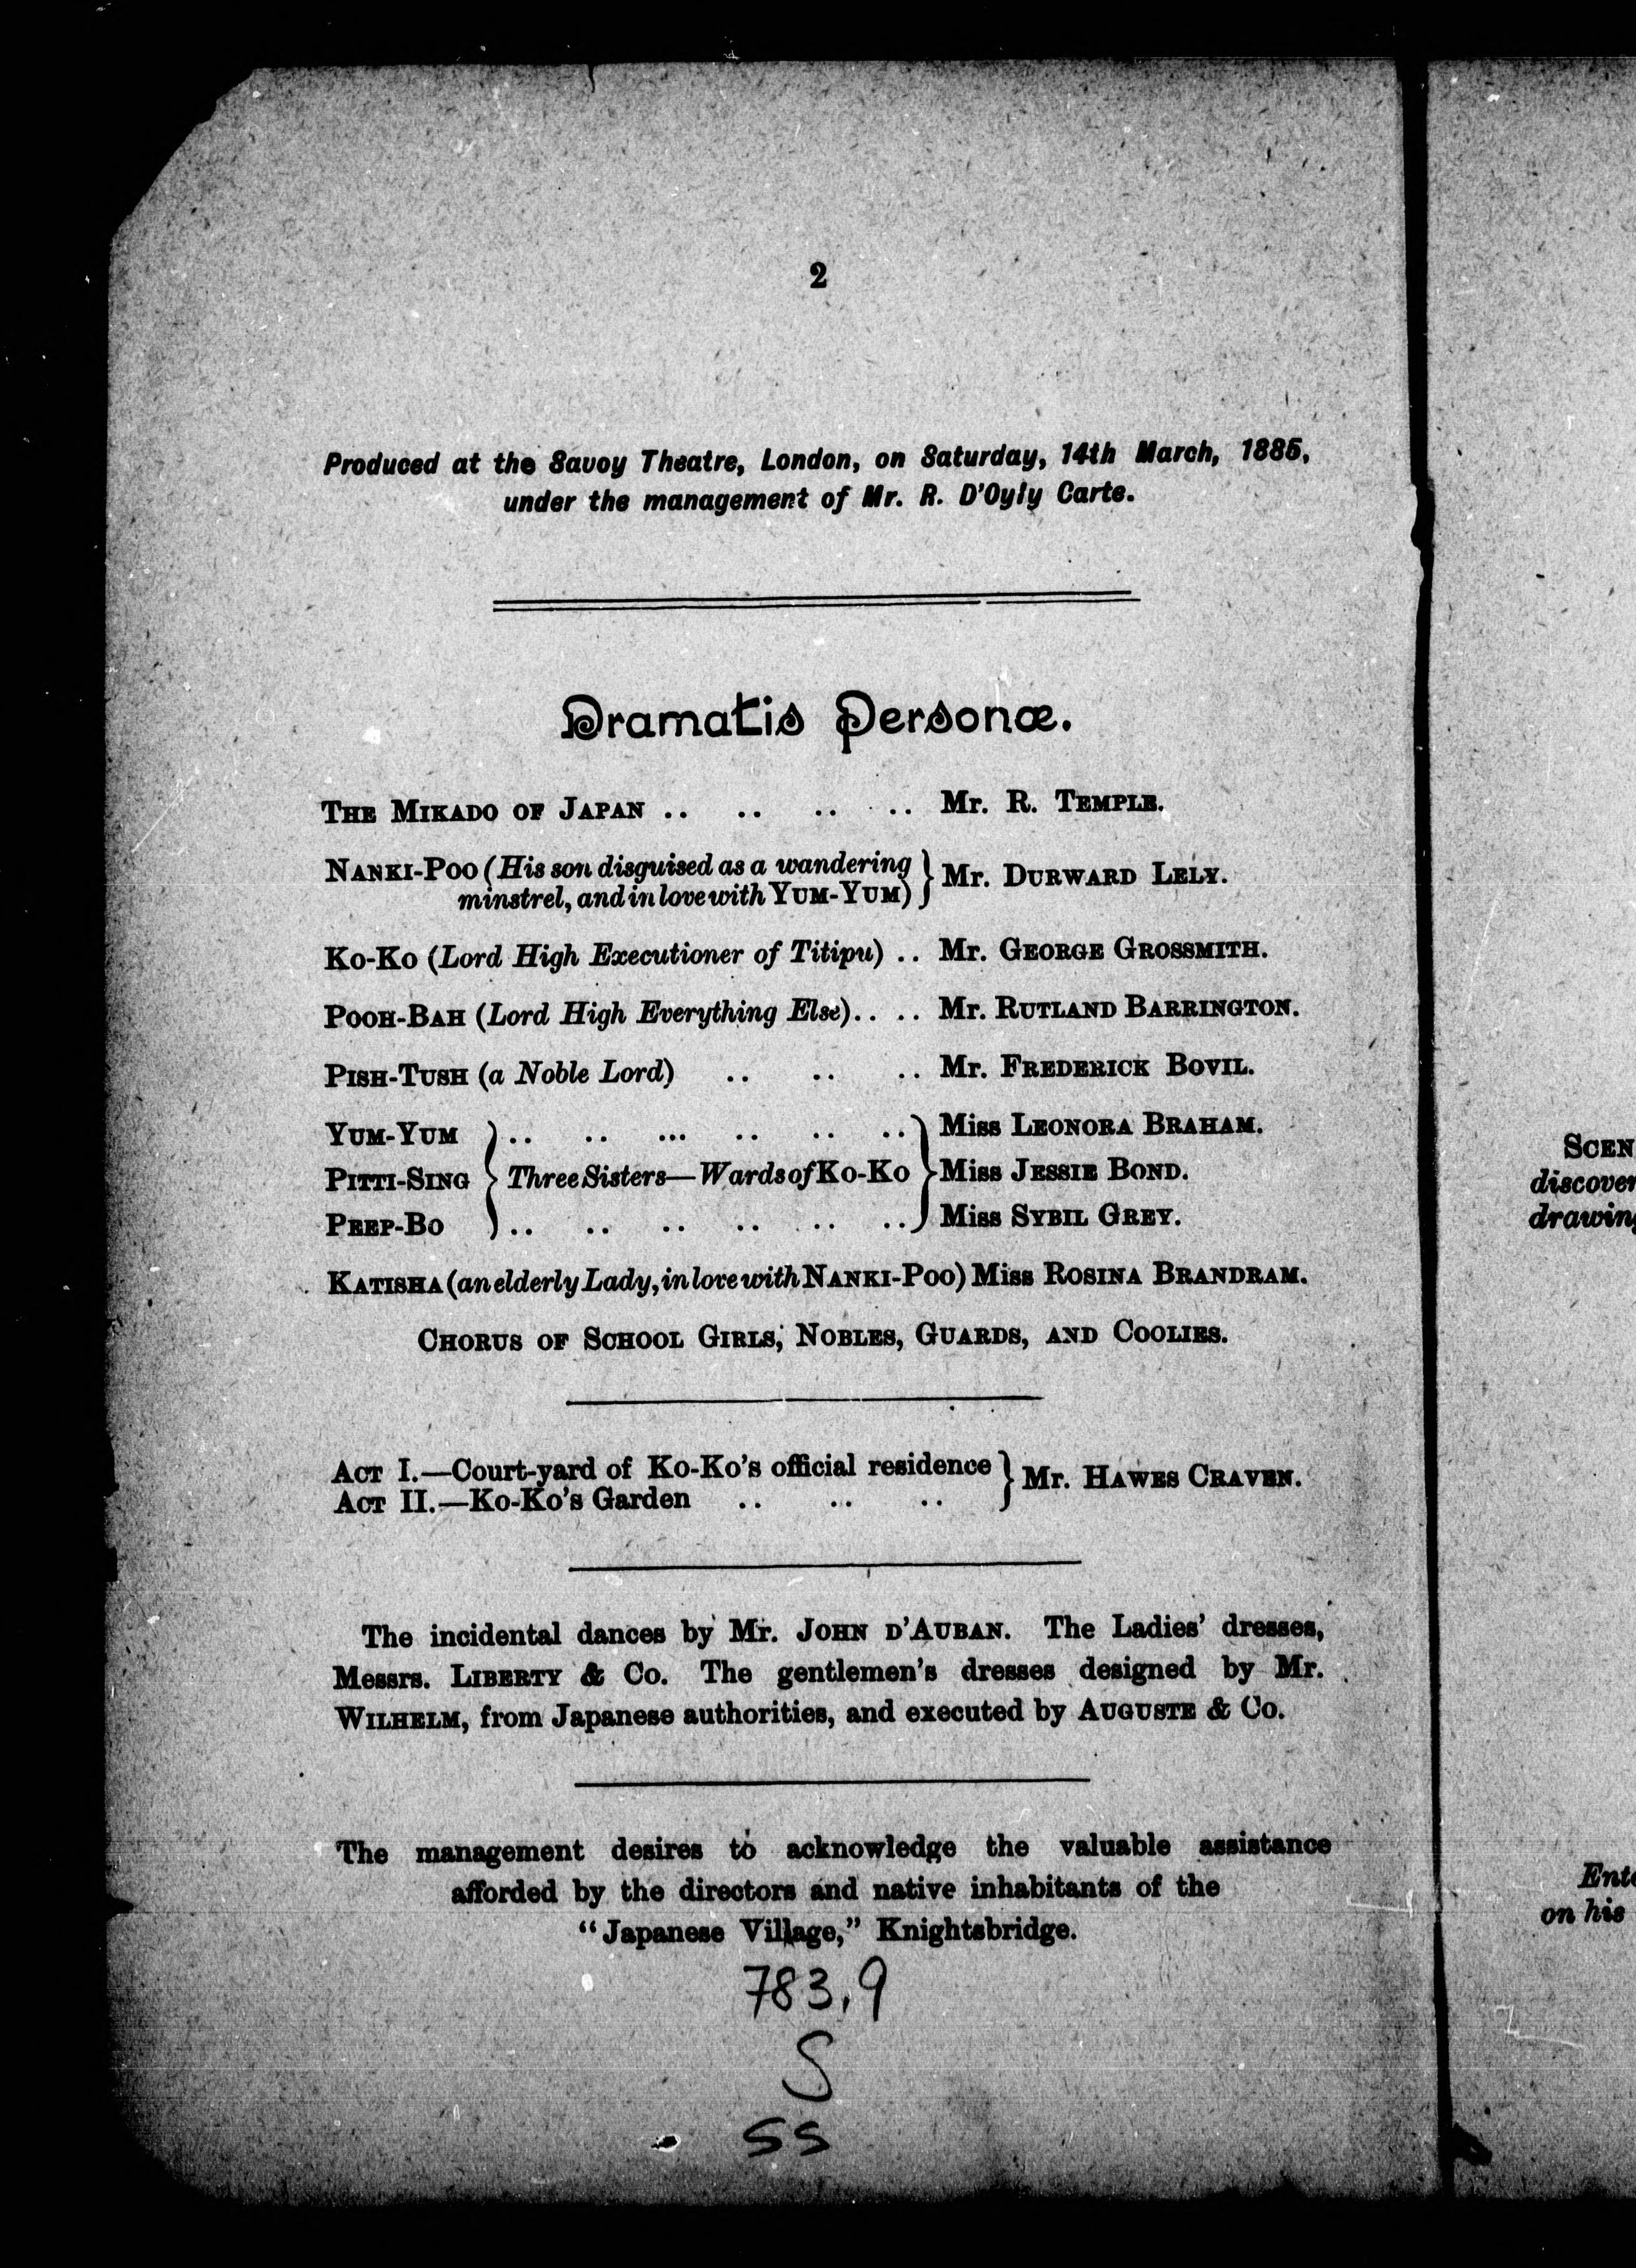 2
Produced at the Savoy Theatre, London, on Saturday, 14th March, 1885,
under the management of Mr. R. D'Oyly Carte.
Dramatis Personæ.
THE MIKADO OF JAPAN .. .. .. .. Mr. R. TEMPLE.
NANKI-POO (His son disguised as a wandering
minstrel, and in love with YUM-YUM) } Mr. DURWARD LELY.
KO-KO (Lord High Executioner of Titipu) .. Mr. GEORGE GROSSMITH.
POOH-BAH (Lord High Everything Else).. .. Mr. RUTLAND BARRINGTON.
PISH-TUSH (a Noble Lord) .. .. .. Mr. FREDERICK BOVIL.
YUM-YUM } .. .. ... .. .. .. } Miss LEONORA BRAHAM.
PITTI-SING } Three Sisters—Wards of KO-KO } Miss JESSIE BOND.
PEEP-BO } .. .. .. .. .. .. } Miss SYBIL GREY.
KATISHA (an elderly Lady, in love with NANKI-POO) Miss ROSINA BRANDRAM.
CHORUS OF SCHOOL GIRLS, NOBLES, GUARDS, AND COOLIES.
ACT I.—Court-yard of KO-KO's official residence } Mr. HAWES CRAVEN.
ACT II.—KO-KO's Garden .. .. ..
The incidental dances by Mr. JOHN D'AUBAN. The Ladies' dresses,
Messrs. LIBERTY & Co. The gentlemen's dresses designed by Mr.
WILHELM, from Japanese authorities, and executed by AUGUSTE & Co.
The management desires to acknowledge the valuable assistance
afforded by the directors and native inhabitants of the
"Japanese Village," Knightsbridge.
783.9
S
SS
SCEN
discover
drawing
Ente
on his